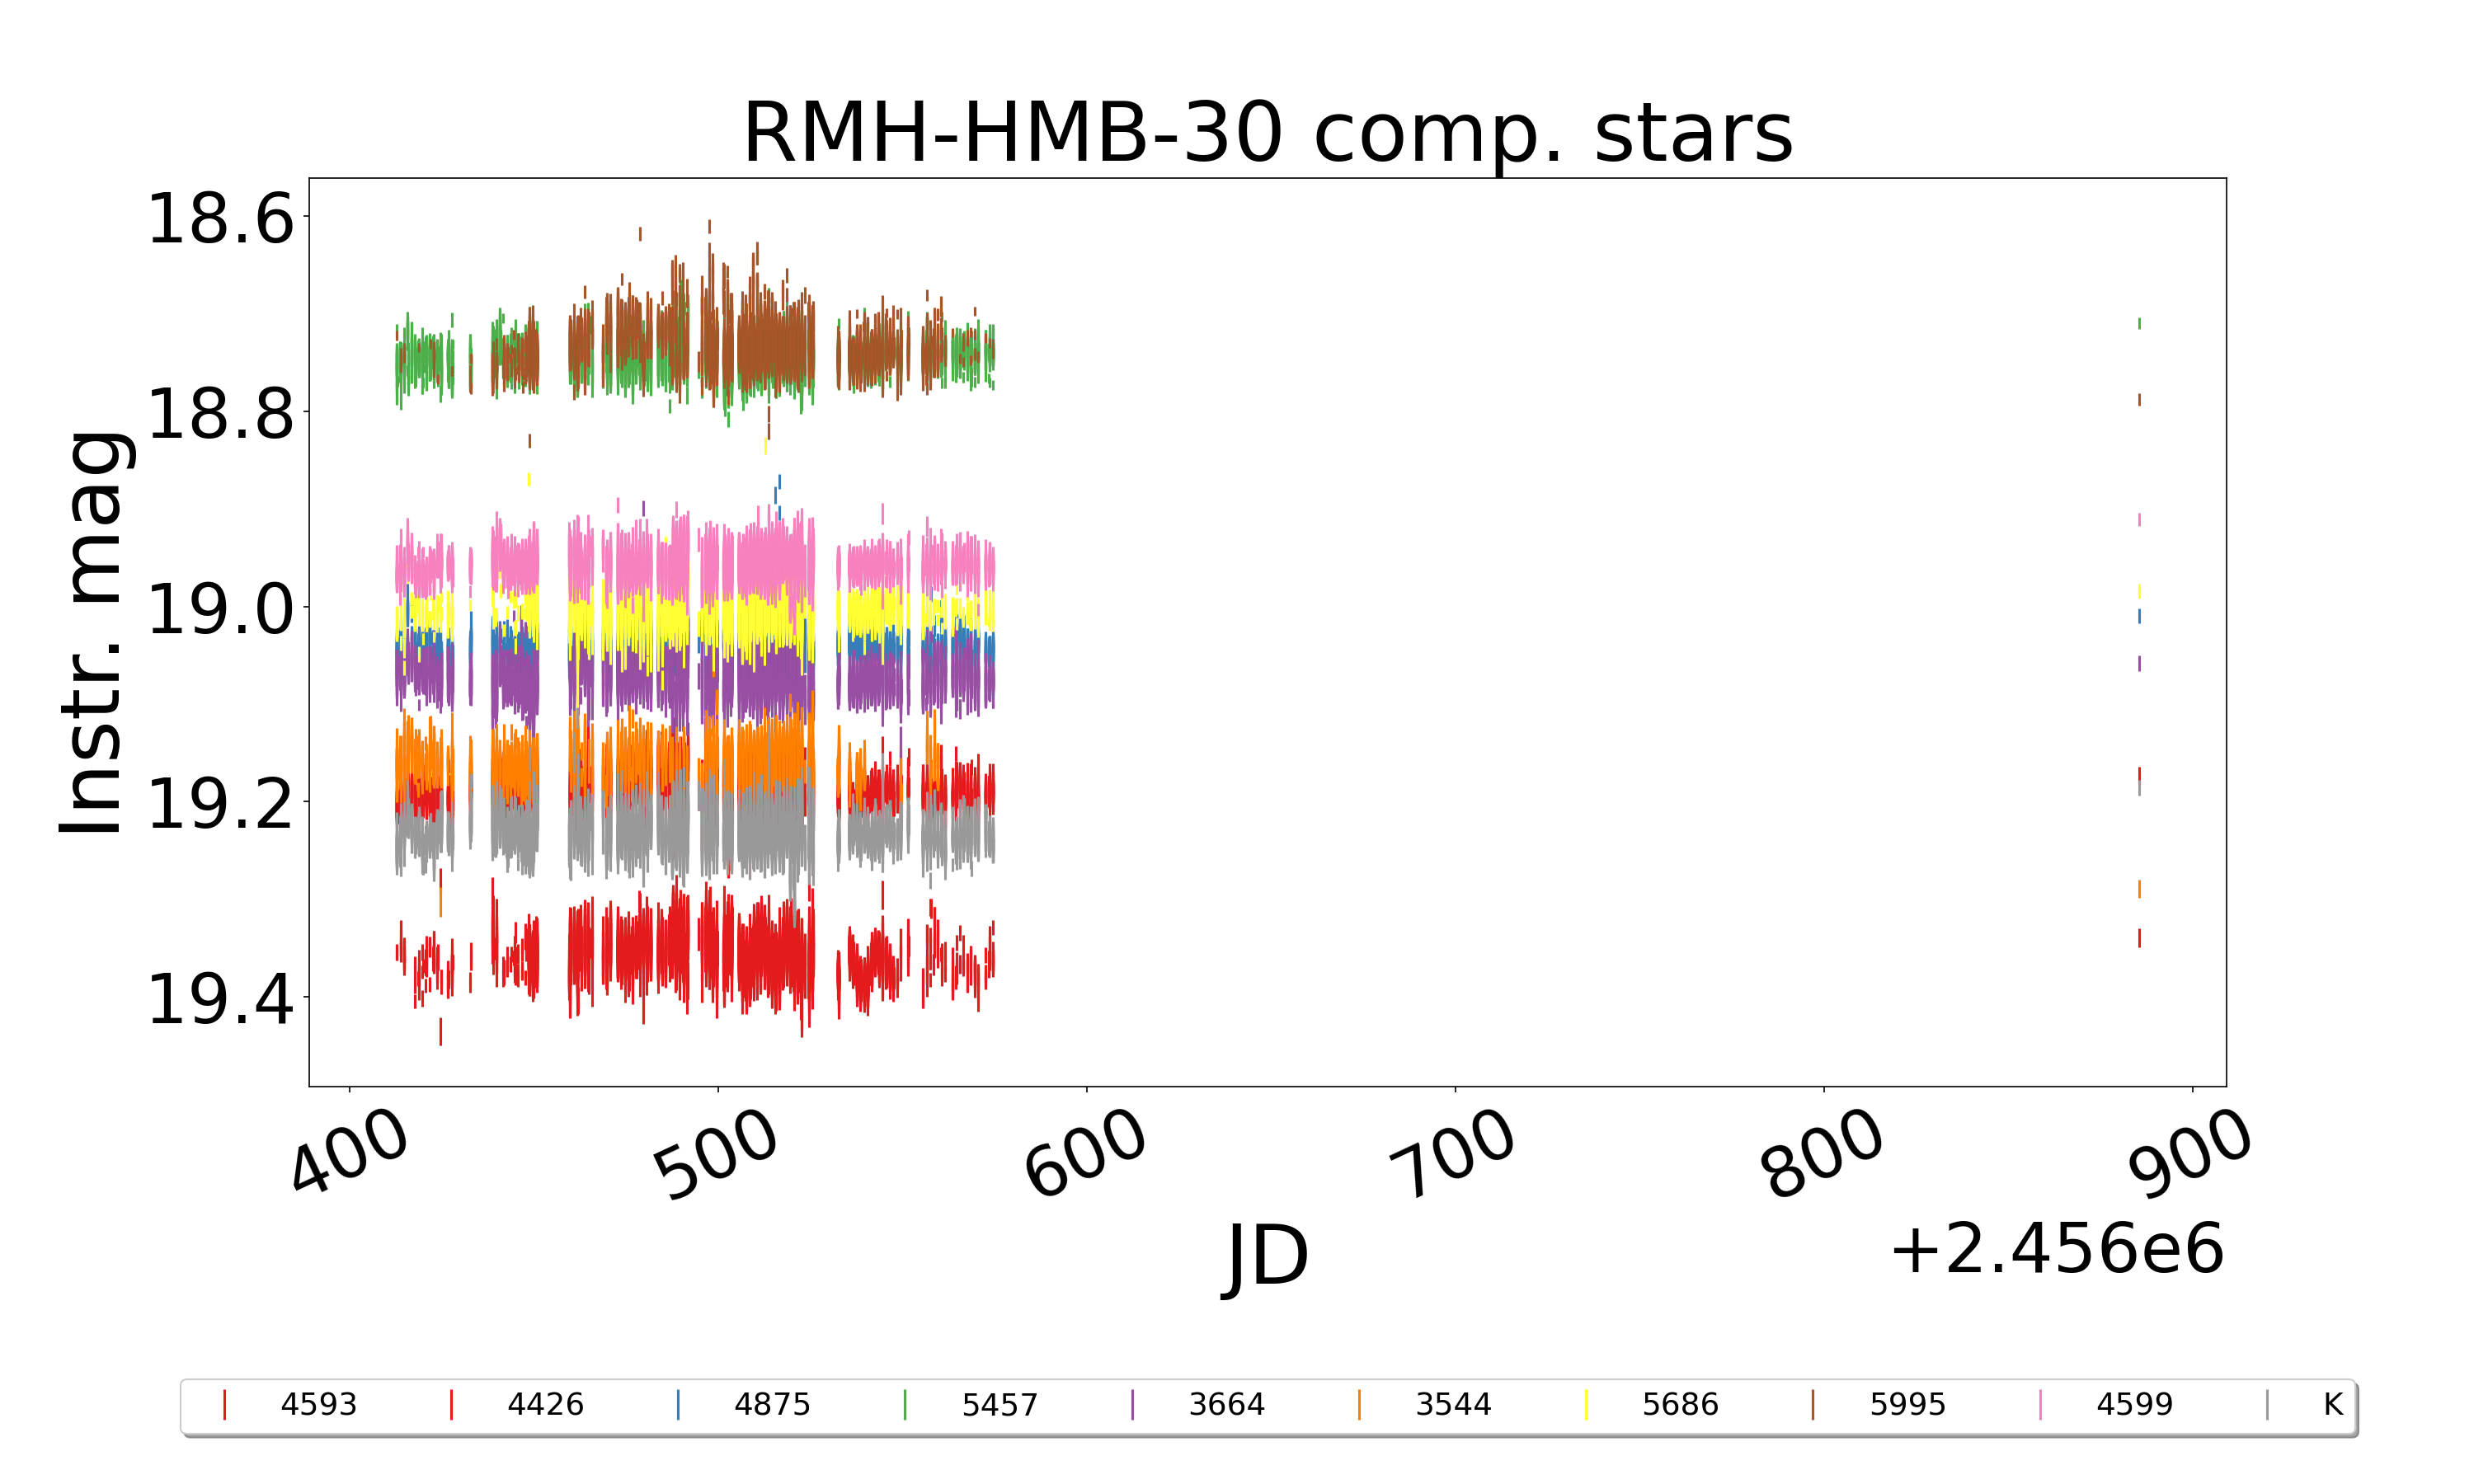 RMH-HMB-30 comp. stars
Instr. mag
18.6
18.8
19.0
19.2
19.4
400 500 600 700 800 900
JD
+2.456e6
4593 4426 4875 5457 3664 3544 5686 5995 4599 K